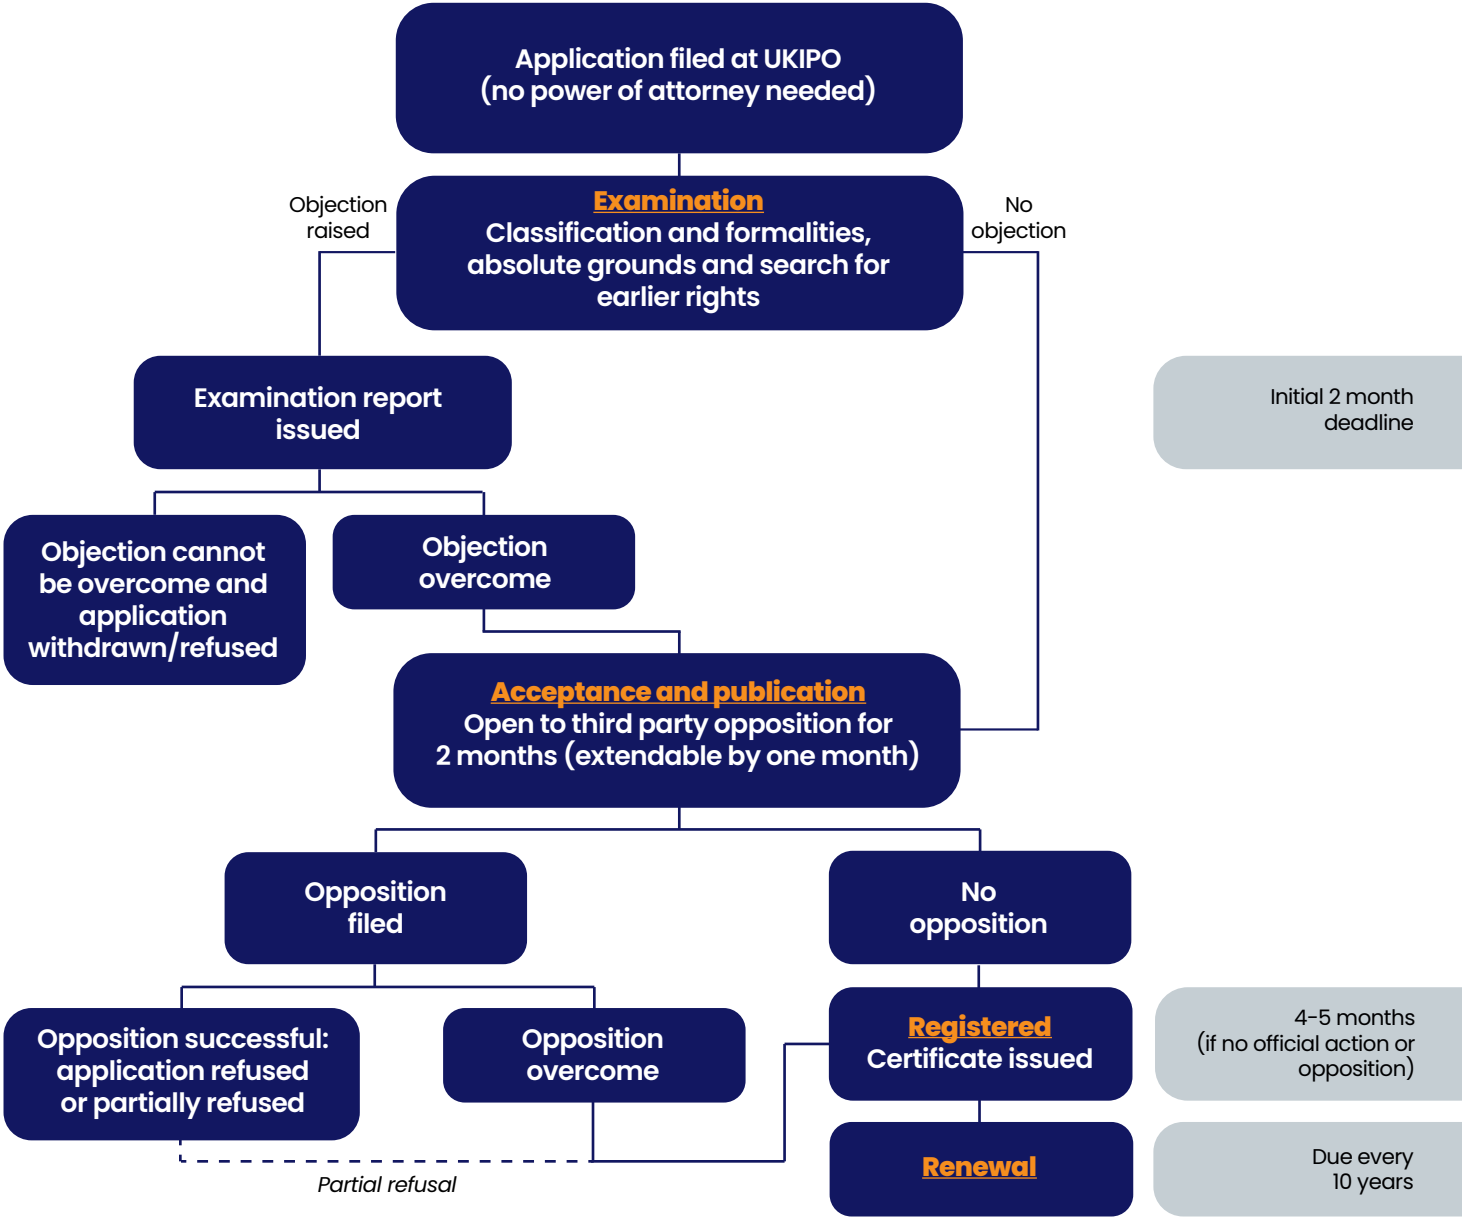 Application filed at UKIPO
(no power of attorney needed)
Objection
raised
Examination
Classification and formalities,
absolute grounds and search for
earlier rights
No
objection
Examination report
issued
Initial 2 month
deadline
Objection cannot
be overcome and
application
withdrawn/refused
Objection
overcome
Acceptance and publication
Open to third party opposition for
2 months (extendable by one month)
Opposition
filed
No
opposition
Opposition successful:
application refused
or partially refused
Opposition
overcome
Registered
Certificate issued
4-5 months
(if no official action or
opposition)
Partial refusal
Renewal
Due every
10 years